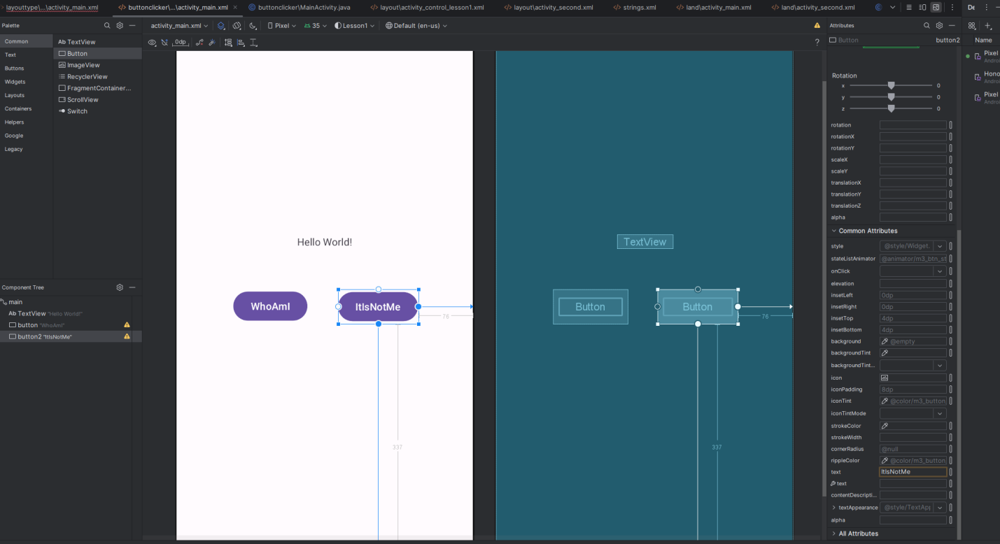 layouttype\...\activity_main.xml
buttonclicker\...\activity_main.xml
buttonclicker\MainActivity.java
layout\activity_control_lesson1.xml
layout\activity_second.xml
strings.xml
land\activity_main.xml
land\activity_second.xml
Palette
activity_main.xml
Pixel
35
Lesson1
Default (en-us)
Attributes
Common
Text
Buttons
Widgets
Layouts
Containers
Helpers
Google
Legacy
Ab TextView
Button
ImageView
RecyclerView
FragmentContainer...
ScrollView
Switch
0dp
?
Component Tree
main
Ab TextView "Hello World!"
button "WhoAmI"
button2 "ItIsNotMe"
Hello World!
WhoAmI
ItIsNotMe
76
337
TextView
Button
Button
76
337
Button
button2
Rotation
x 0
y 0
z 0
rotation
rotationX
rotationY
scaleX
scaleY
translationX
translationY
translationZ
alpha
Common Attributes
style @style/Widget.
stateListAnimator @animator/m3_btn_st
onClick
elevation
insetLeft 0dp
insetRight 0dp
insetTop 4dp
insetBottom 4dp
background @empty
backgroundTint
backgroundTint...
icon
iconPadding 8dp
iconTint @color/m3_button_
iconTintMode
strokeColor
strokeWidth
cornerRadius @null
rippleColor @color/m3_button_
text ItIsNotMe
text
contentDescripti...
textAppearance @style/TextApp
alpha
All Attributes
De
Name
Pixel
Androi
Hono
Androi
Pixel
Androi